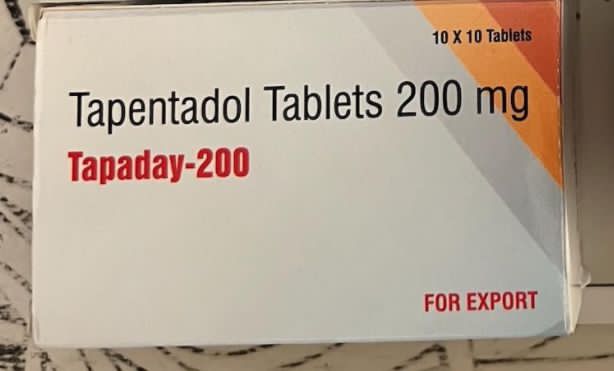 10 X 10 Tablets
Tapentadol Tablets 200 mg
Tapaday-200
FOR EXPORT